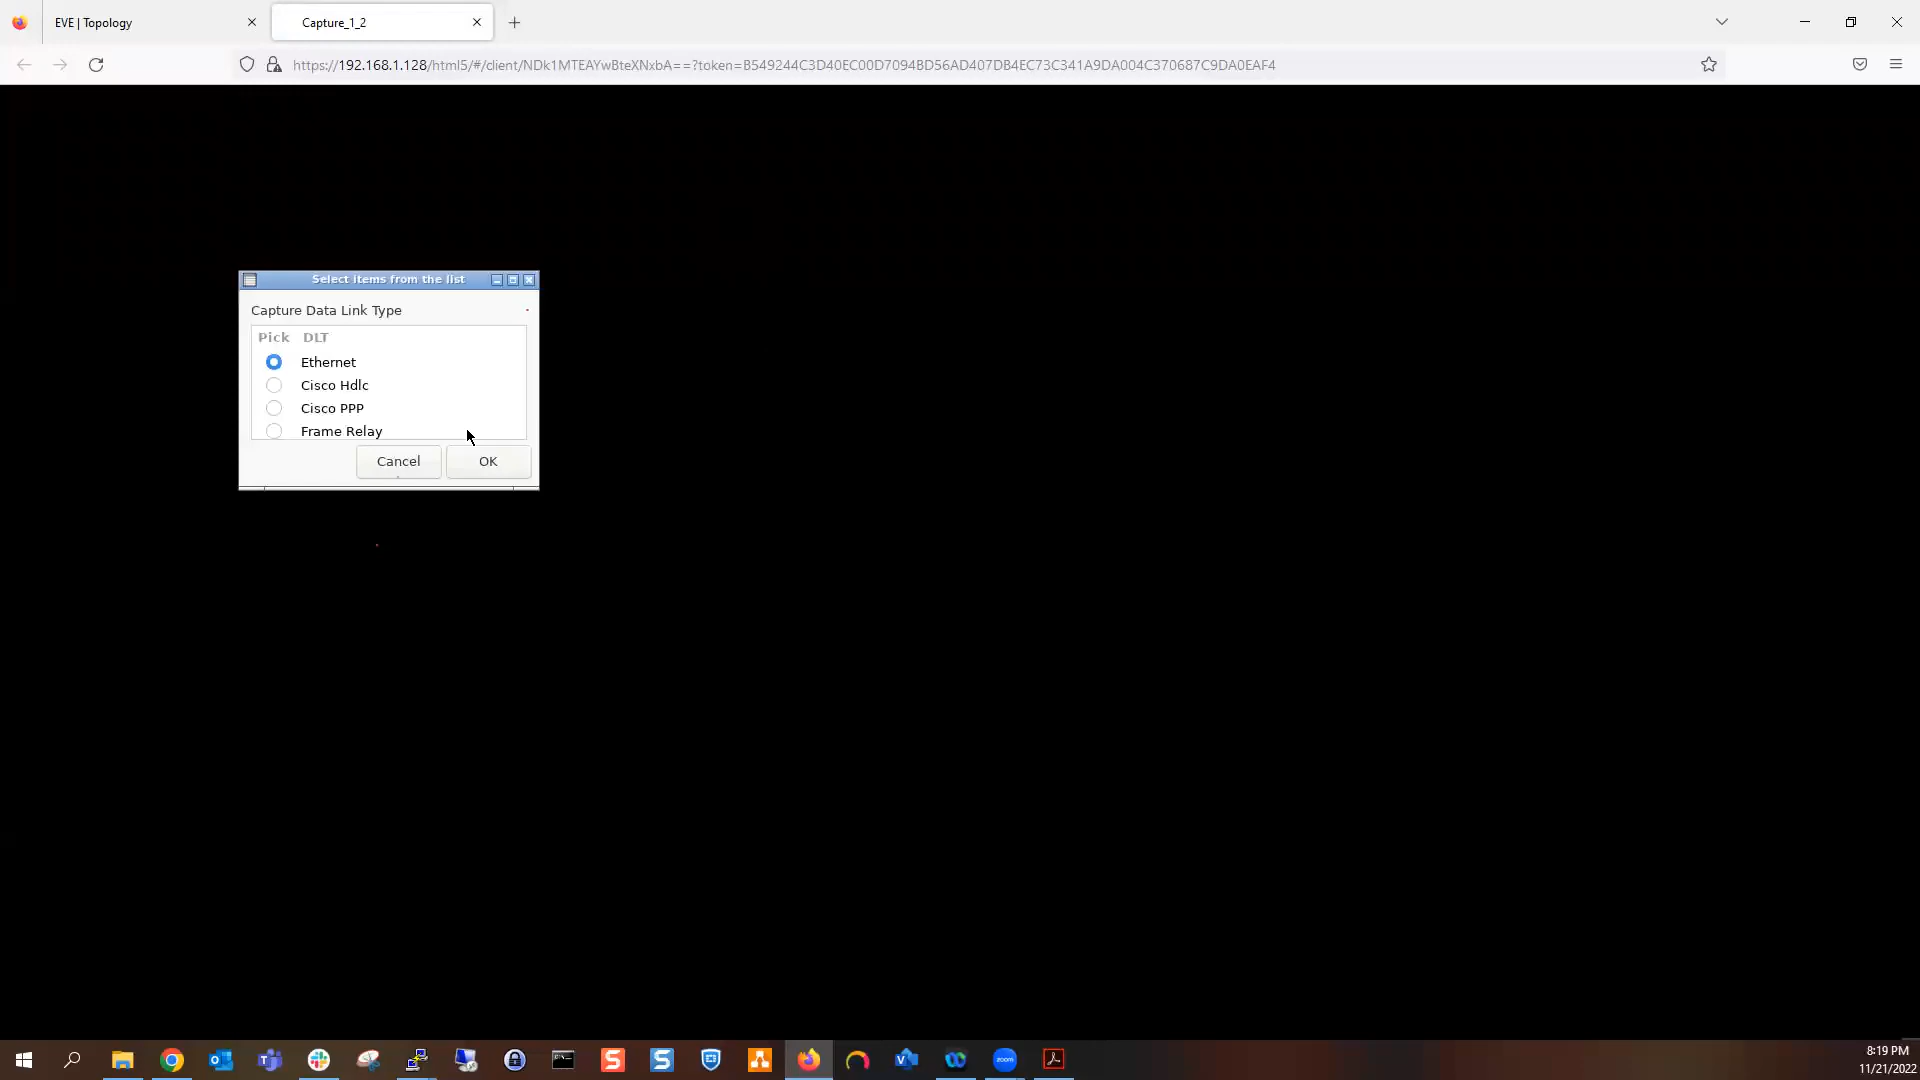 EVE | Topology
Capture_1_2
https://192.168.1.128/html5/#/client/NDk1MTEAYwBteXNxbA==?token=B549244C3D40EC00D7094BD56AD407DB4EC73C341A9DA004C370687C9DA0EAF4
Select items from the list
Capture Data Link Type
Pick DLT
Ethernet
Cisco Hdlc
Cisco PPP
Frame Relay
Cancel OK
zoom
8:19 PM
11/21/2022